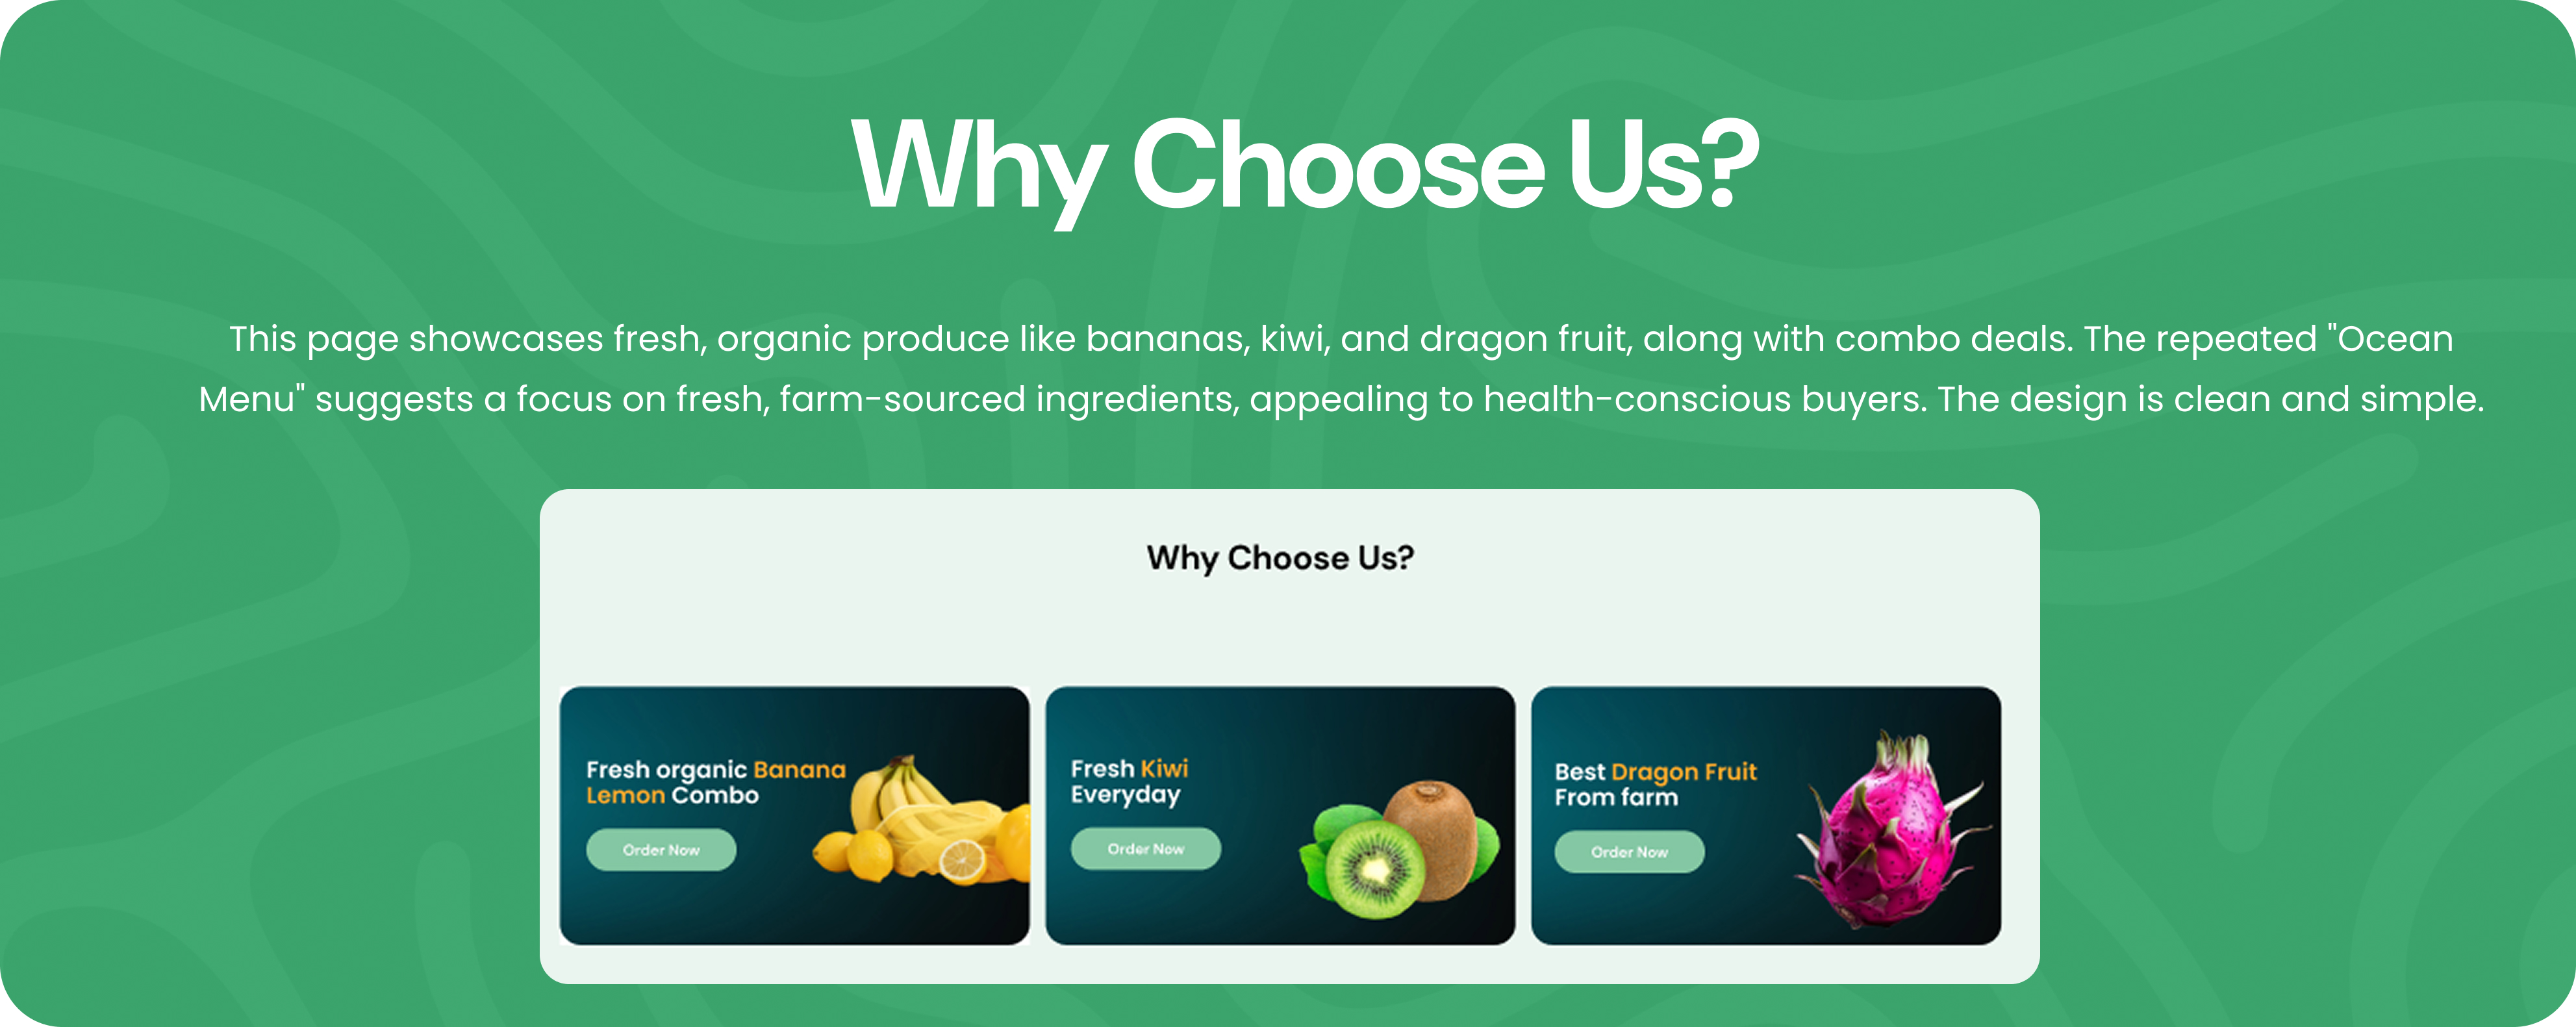 Why Choose Us?
This page showcases fresh, organic produce like bananas, kiwi, and dragon fruit, along with combo deals. The repeated "Ocean
Menu" suggests a focus on fresh, farm-sourced ingredients, appealing to health-conscious buyers. The design is clean and simple.
Why Choose Us?
Fresh organic Banana
Lemon Combo
Order Now
Fresh Kiwi
Everyday
Order Now
Best Dragon Fruit
From farm
Order Now